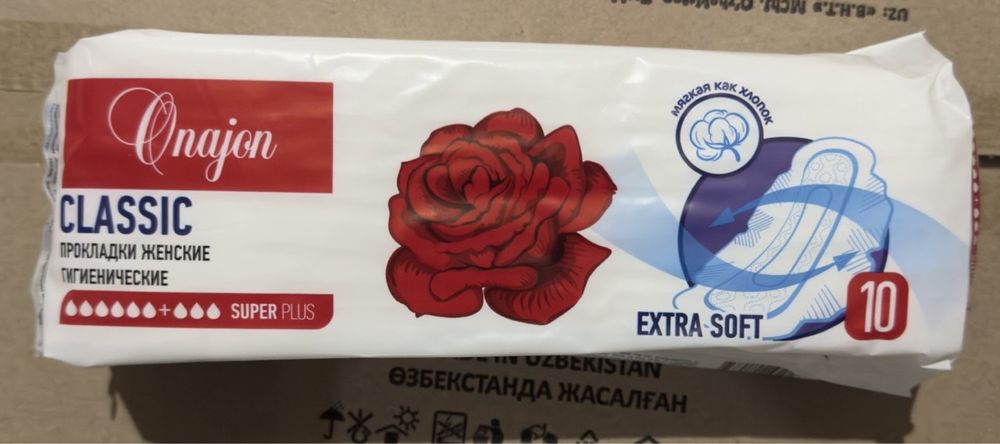 Onajon
CLASSIC
ПРОКЛАДКИ ЖЕНСКИЕ
ГИГИЕНИЧЕСКИЕ
+
SUPER PLUS
МЯГКАЯ КАК ХЛОПОК
EXTRA SOFT
10
IN UZBEKISTAN
ӨЗБЕКСТАНДА ЖАСАЛҒАН